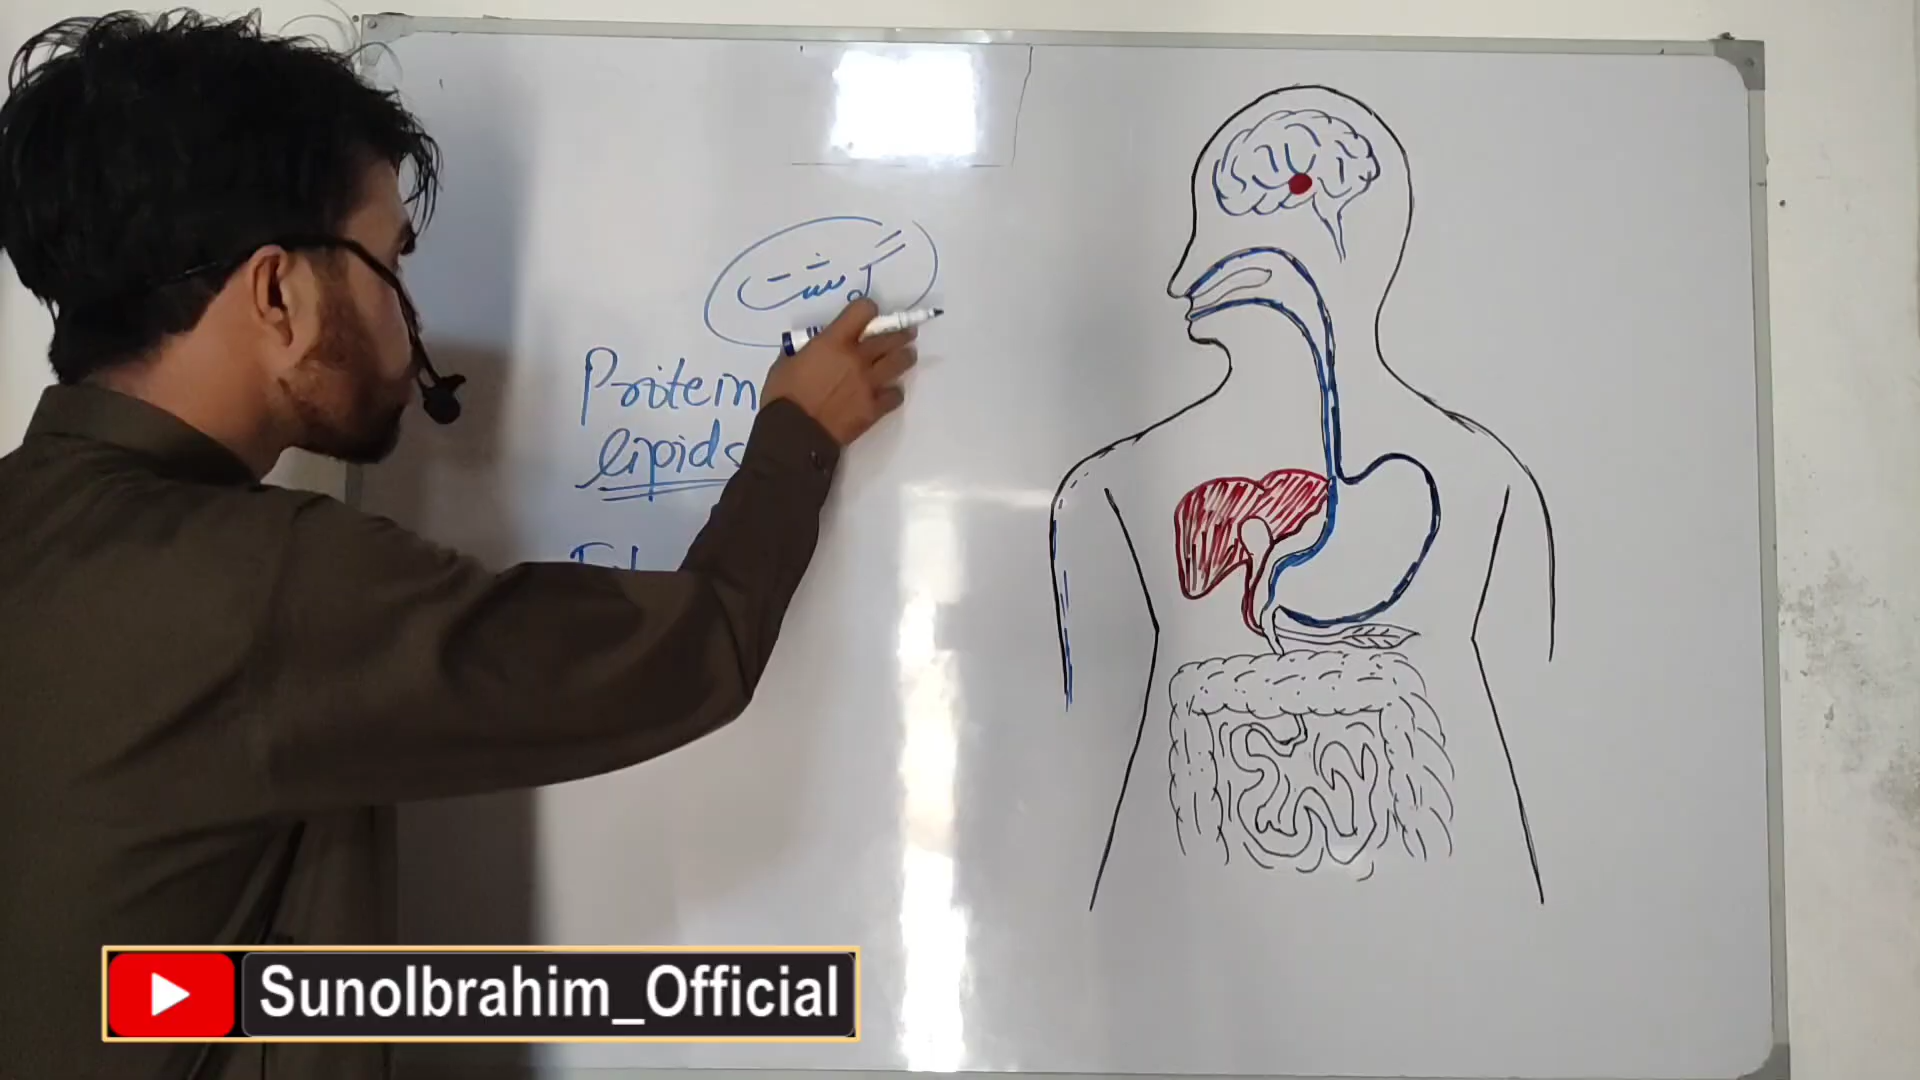 گوشت
Protein
lipids
SunoIbrahim_Official